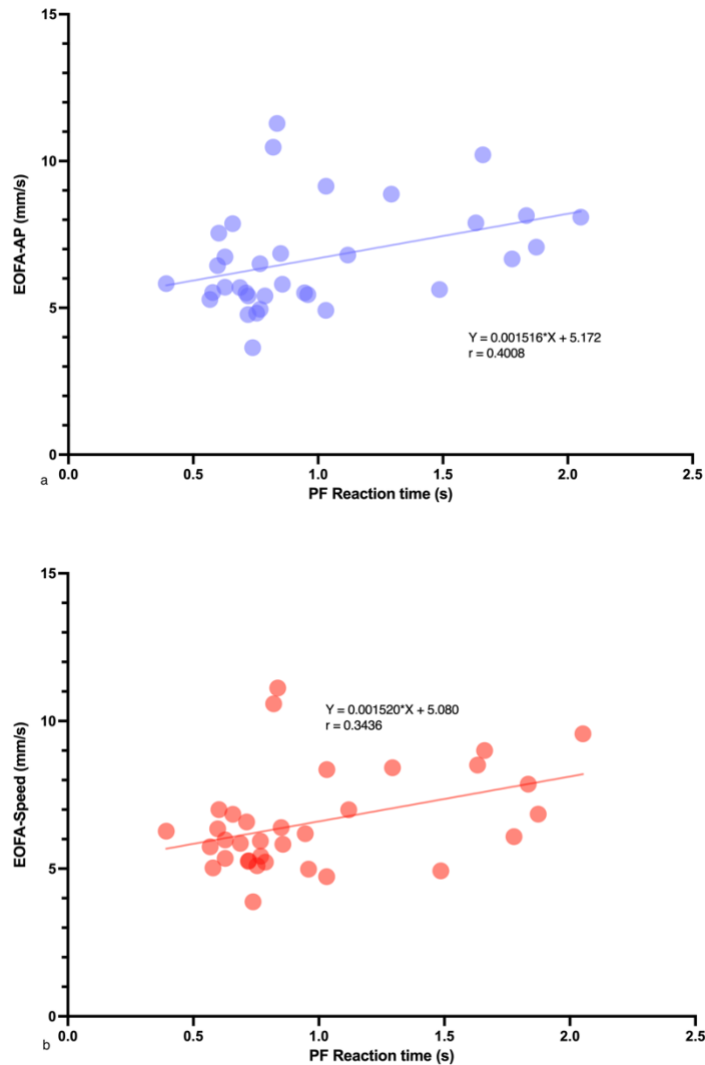 15
10
5
0
EOFA-AP (mm/s)
Y = 0.001516*X + 5.172
r = 0.4008
0.0 0.5 1.0 1.5 2.0 2.5
a
PF Reaction time (s)
15
10
5
0
EOFA-Speed (mm/s)
Y = 0.001520*X + 5.080
r = 0.3436
0.0 0.5 1.0 1.5 2.0 2.5
b
PF Reaction time (s)